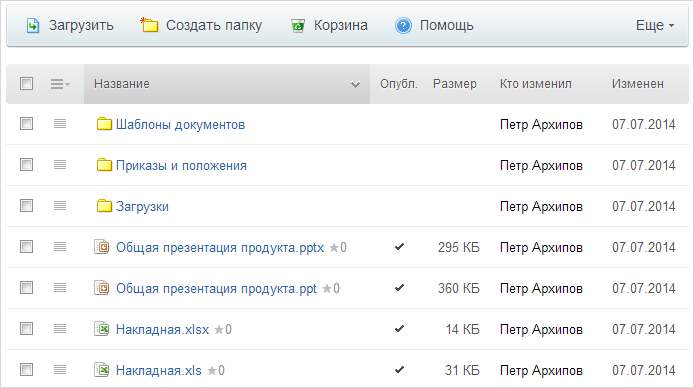 Загрузить Создать папку Корзина Помощь Еще
Название Опубл. Размер Кто изменил Изменен
Шаблоны документов Петр Архипов 07.07.2014
Приказы и положения Петр Архипов 07.07.2014
Загрузки Петр Архипов 07.07.2014
Общая презентация продукта.pptx ★0 ✓ 295 КБ Петр Архипов 07.07.2014
Общая презентация продукта.ppt ★0 ✓ 360 КБ Петр Архипов 07.07.2014
Накладная.xlsx ★0 ✓ 14 КБ Петр Архипов 07.07.2014
Накладная.xls ★0 ✓ 31 КБ Петр Архипов 07.07.2014